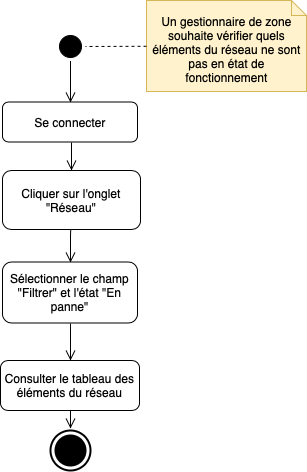 Un gestionnaire de zone
souhaite vérifier quels
éléments du réseau ne sont
pas en état de
fonctionnement
Se connecter
Cliquer sur l'onglet
"Réseau"
Sélectionner le champ
"Filtrer" et l'état "En
panne"
Consulter le tableau des
éléments du réseau